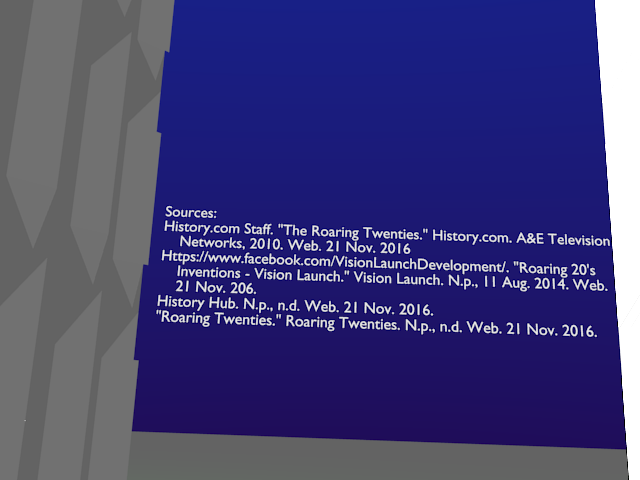 Sources:
History.com Staff. "The Roaring Twenties." History.com. A&E Television
Networks, 2010. Web. 21 Nov. 2016
Https://www.facebook.com/VisionLaunchDevelopment/. "Roaring 20's
Inventions - Vision Launch." Vision Launch. N.p., 11 Aug. 2014. Web.
21 Nov. 206.
History Hub. N.p., n.d. Web. 21 Nov. 2016.
"Roaring Twenties." Roaring Twenties. N.p., n.d. Web. 21 Nov. 2016.